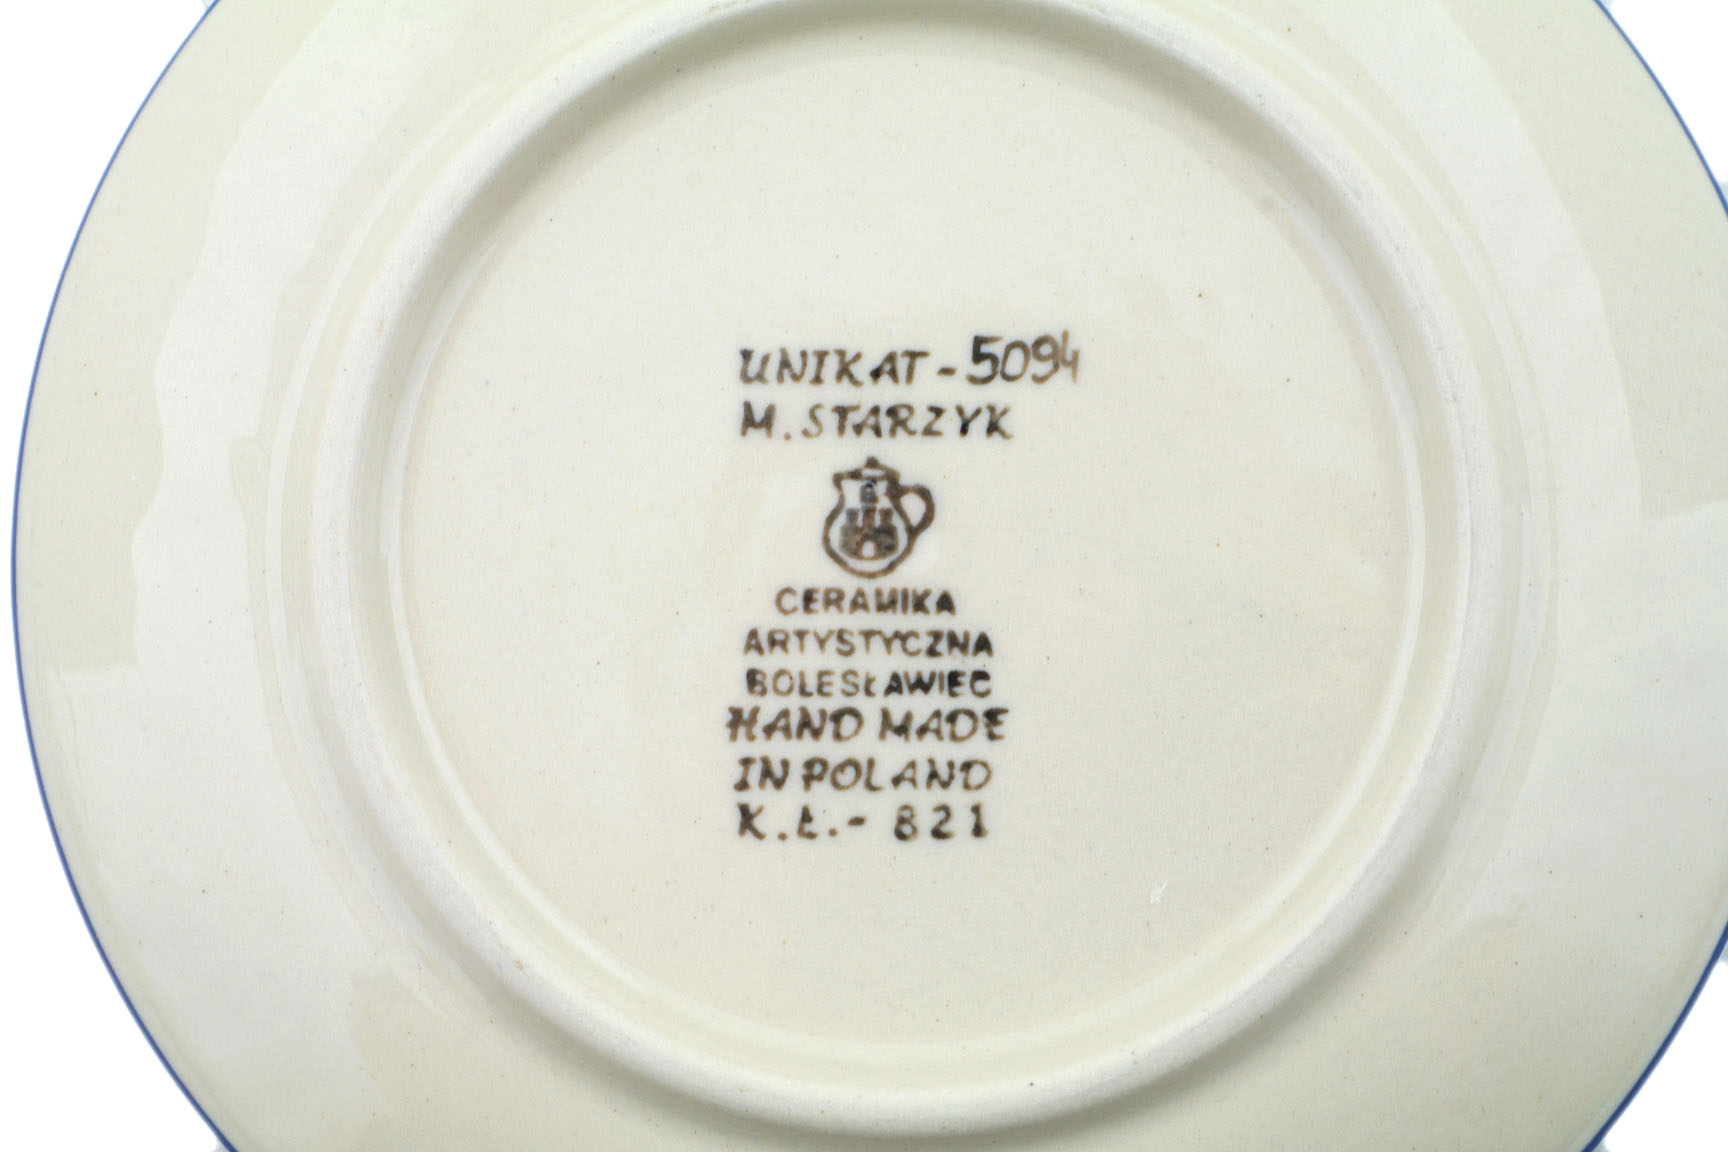 UNIKAT - 5094
M. STARZYK
CERAMIKA
ARTYSTYCZNA
BOLESŁAWIEC
HAND MADE
IN POLAND
K.Ł.- 821